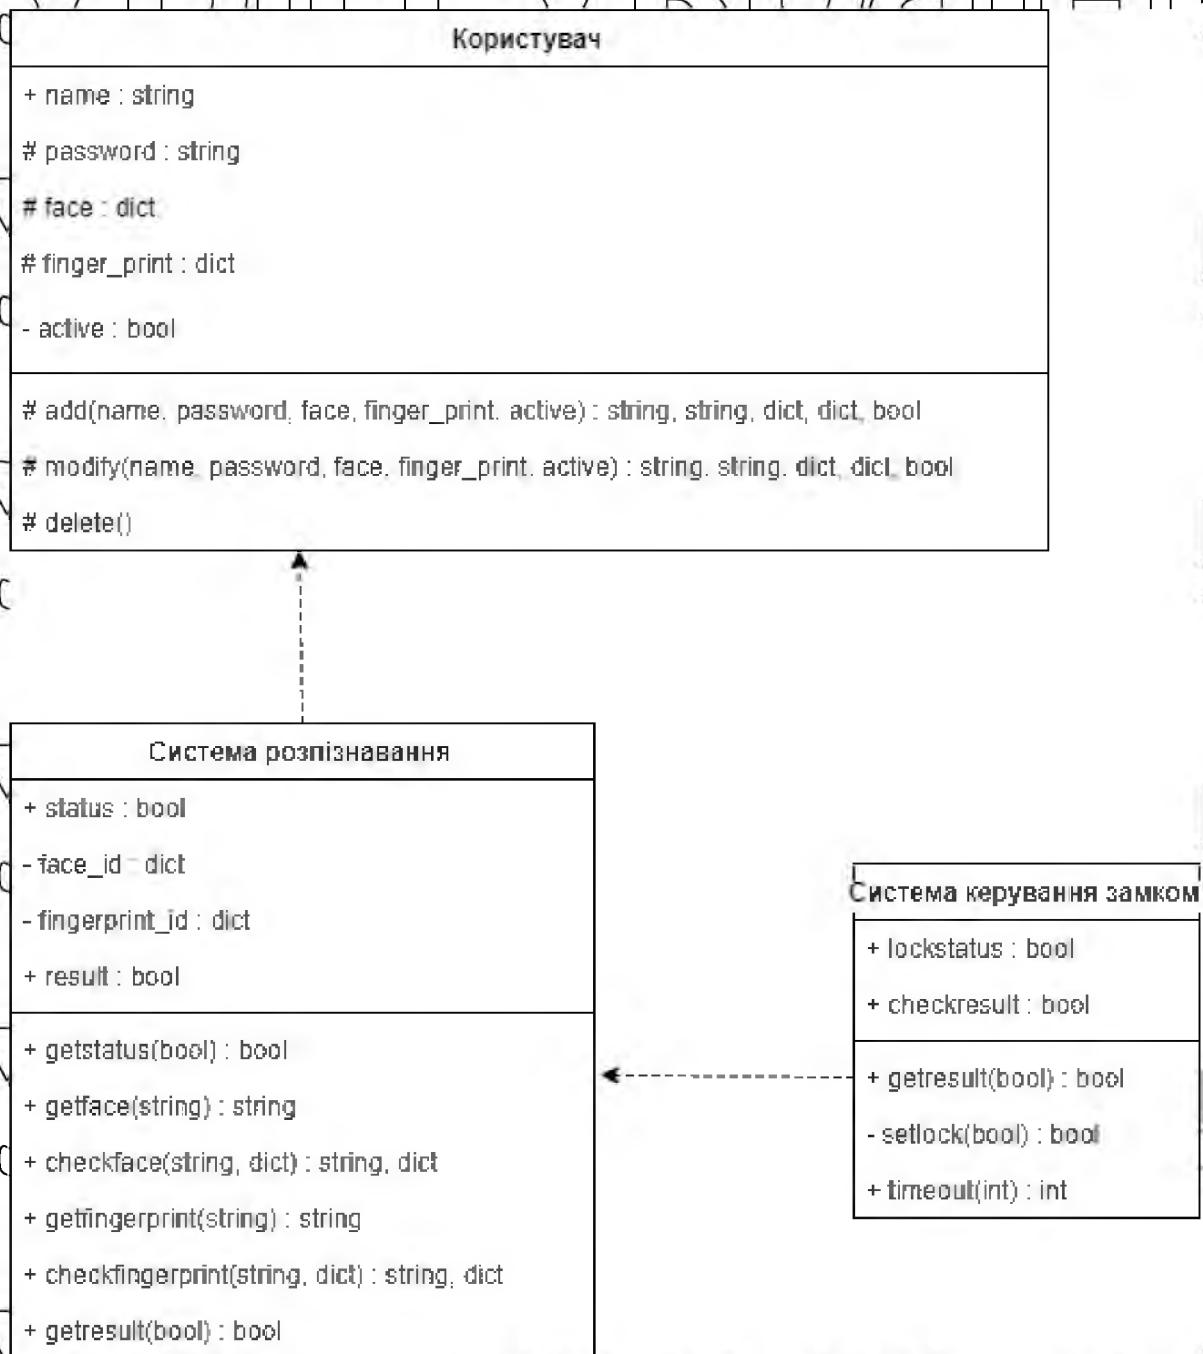 Користувач
+ name : string
# password : string
# face : dict
# finger_print : dict
- active : bool
# add(name, password, face, finger_print, active) : string, string, dict, dict, bool
# modify(name, password, face, finger_print, active) : string, string, dict, dict, bool
# delete()
Система розпізнавання
+ status : bool
- face_id : dict
- fingerprint_id : dict
+ result : bool
+ getstatus(bool) : bool
+ getface(string) : string
+ checkface(string, dict) : string, dict
+ getfingerprint(string) : string
+ checkfingerprint(string, dict) : string, dict
+ getresult(bool) : bool
Система керування замком
+ lockstatus : bool
+ checkresult : bool
+ getresult(bool) : bool
- setlock(bool) : bool
+ timeout(int) : int